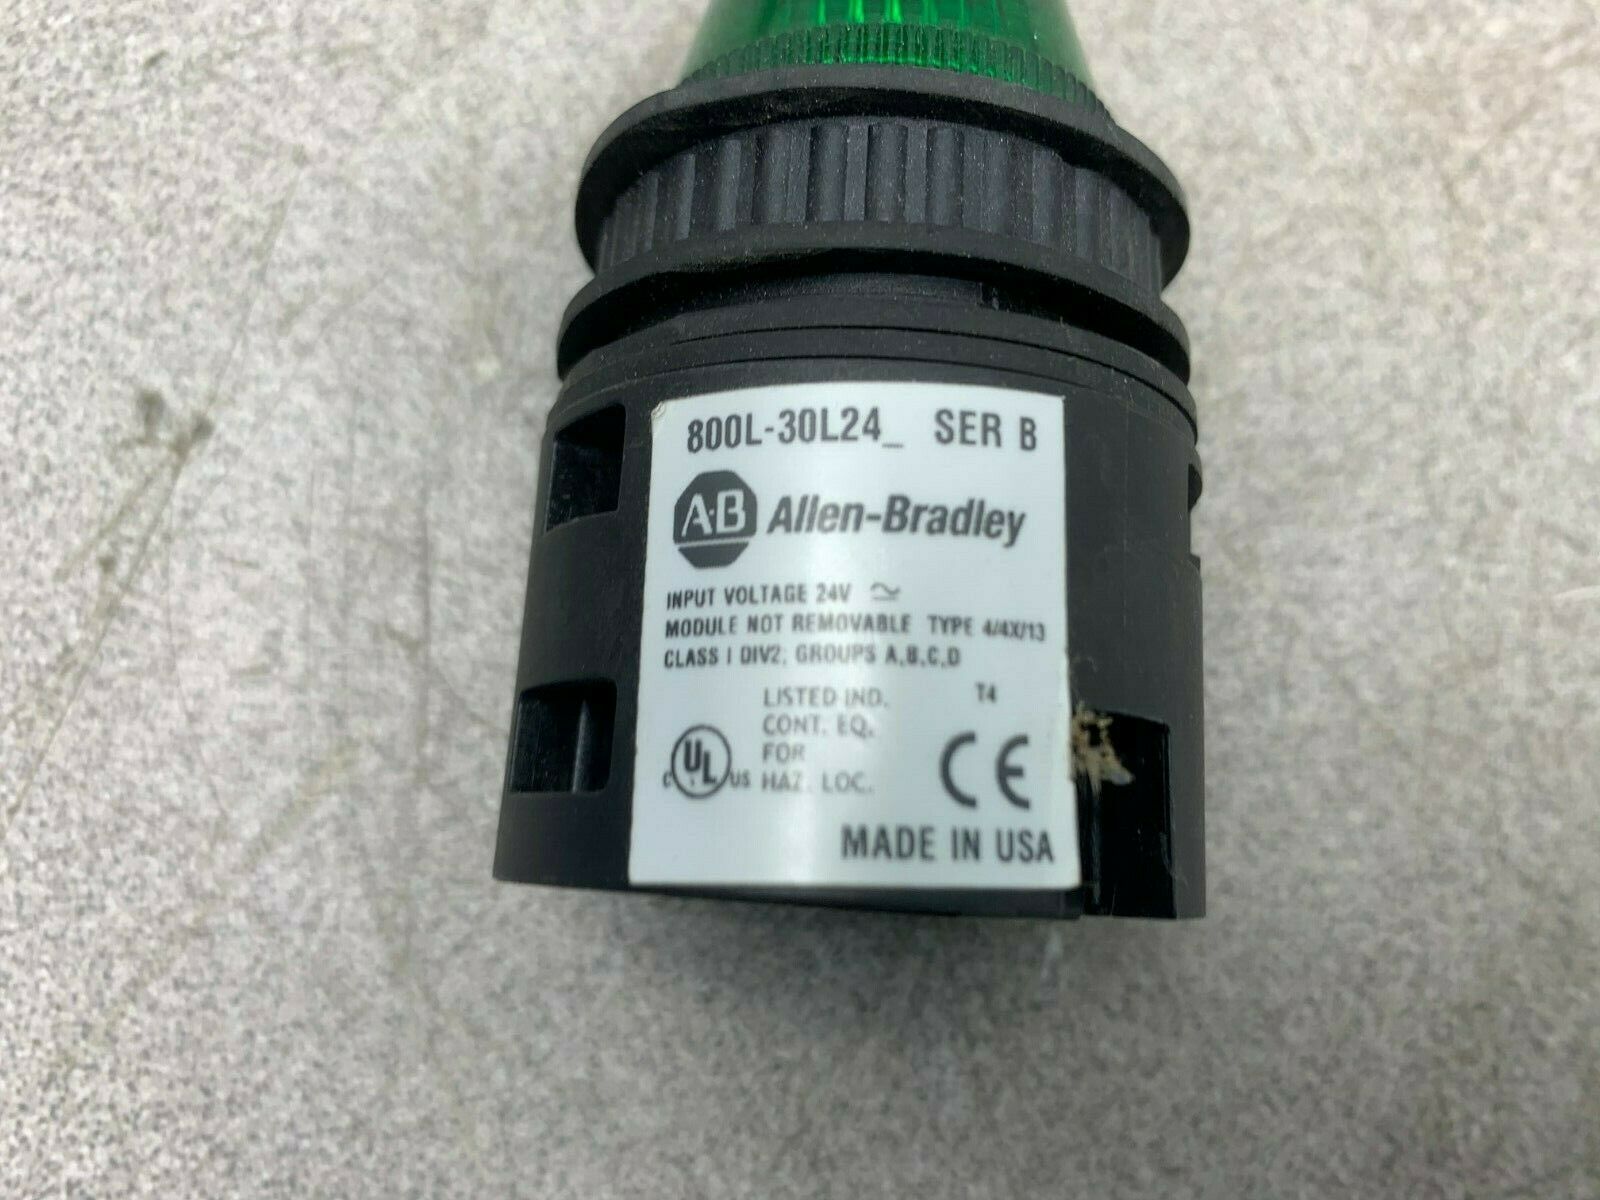 800L-30L24_ SER B
A-B Allen-Bradley
INPUT VOLTAGE 24V ≃
MODULE NOT REMOVABLE TYPE 4/4X/13
CLASS I DIV2; GROUPS A,B,C,D
LISTED IND. T4
CONT. EQ.
FOR
C UL US HAZ. LOC. CE
MADE IN USA